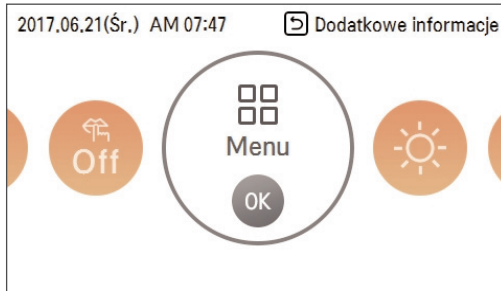 2017.06.21(Śr.) AM 07:47
Dodatkowe informacje
Off
Menu
OK